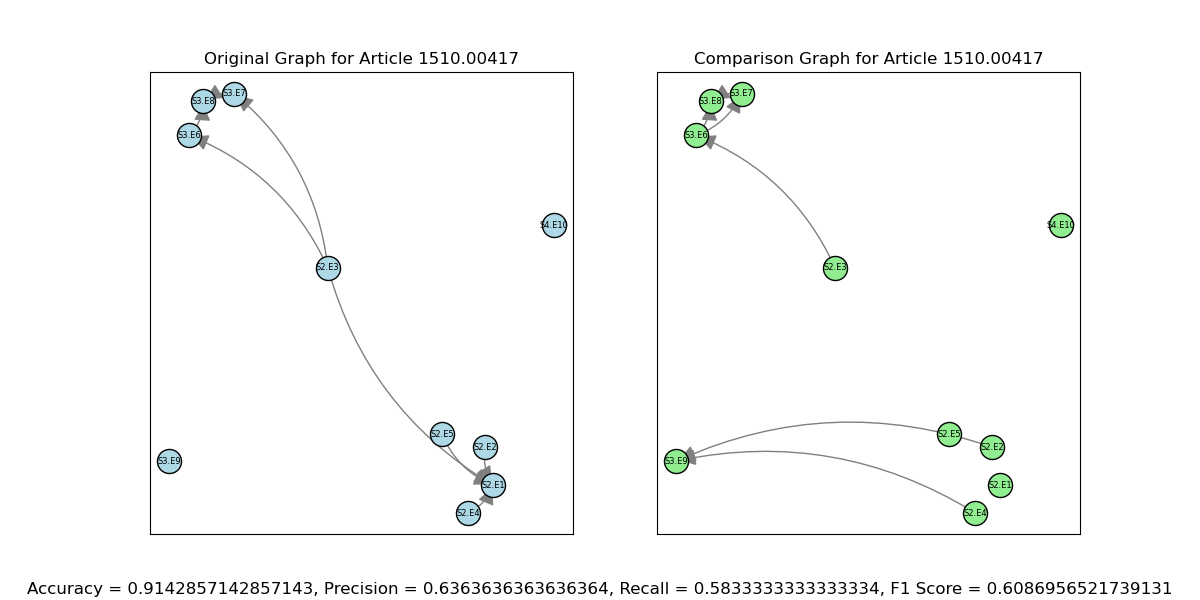 Original Graph for Article 1510.00417
Comparison Graph for Article 1510.00417
S3.E8
S3.E7
S3.E6
S4.E10
S2.E3
S2.E5
S2.E2
S3.E9
S2.E1
S2.E4
S3.E8
S3.E7
S3.E6
S4.E10
S2.E3
S2.E5
S2.E2
S3.E9
S2.E1
S2.E4
Accuracy = 0.9142857142857143, Precision = 0.6363636363636364, Recall = 0.5833333333333334, F1 Score = 0.6086956521739131